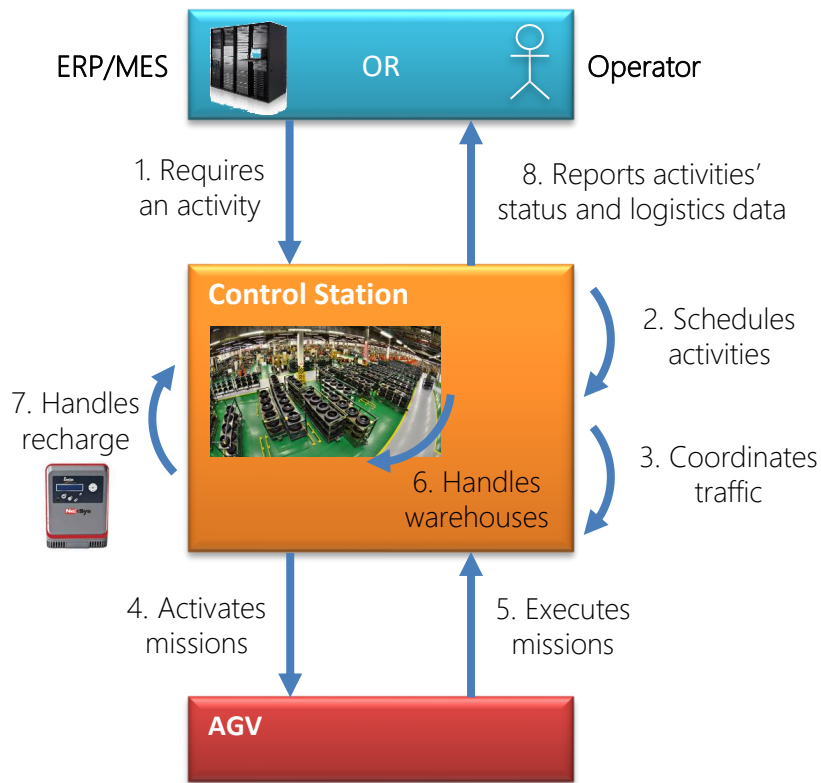 ERP/MES
OR
Operator
1. Requires
an activity
8. Reports activities’
status and logistics data
Control Station
2. Schedules
activities
7. Handles
recharge
3. Coordinates
traffic
6. Handles
warehouses
4. Activates
missions
5. Executes
missions
AGV